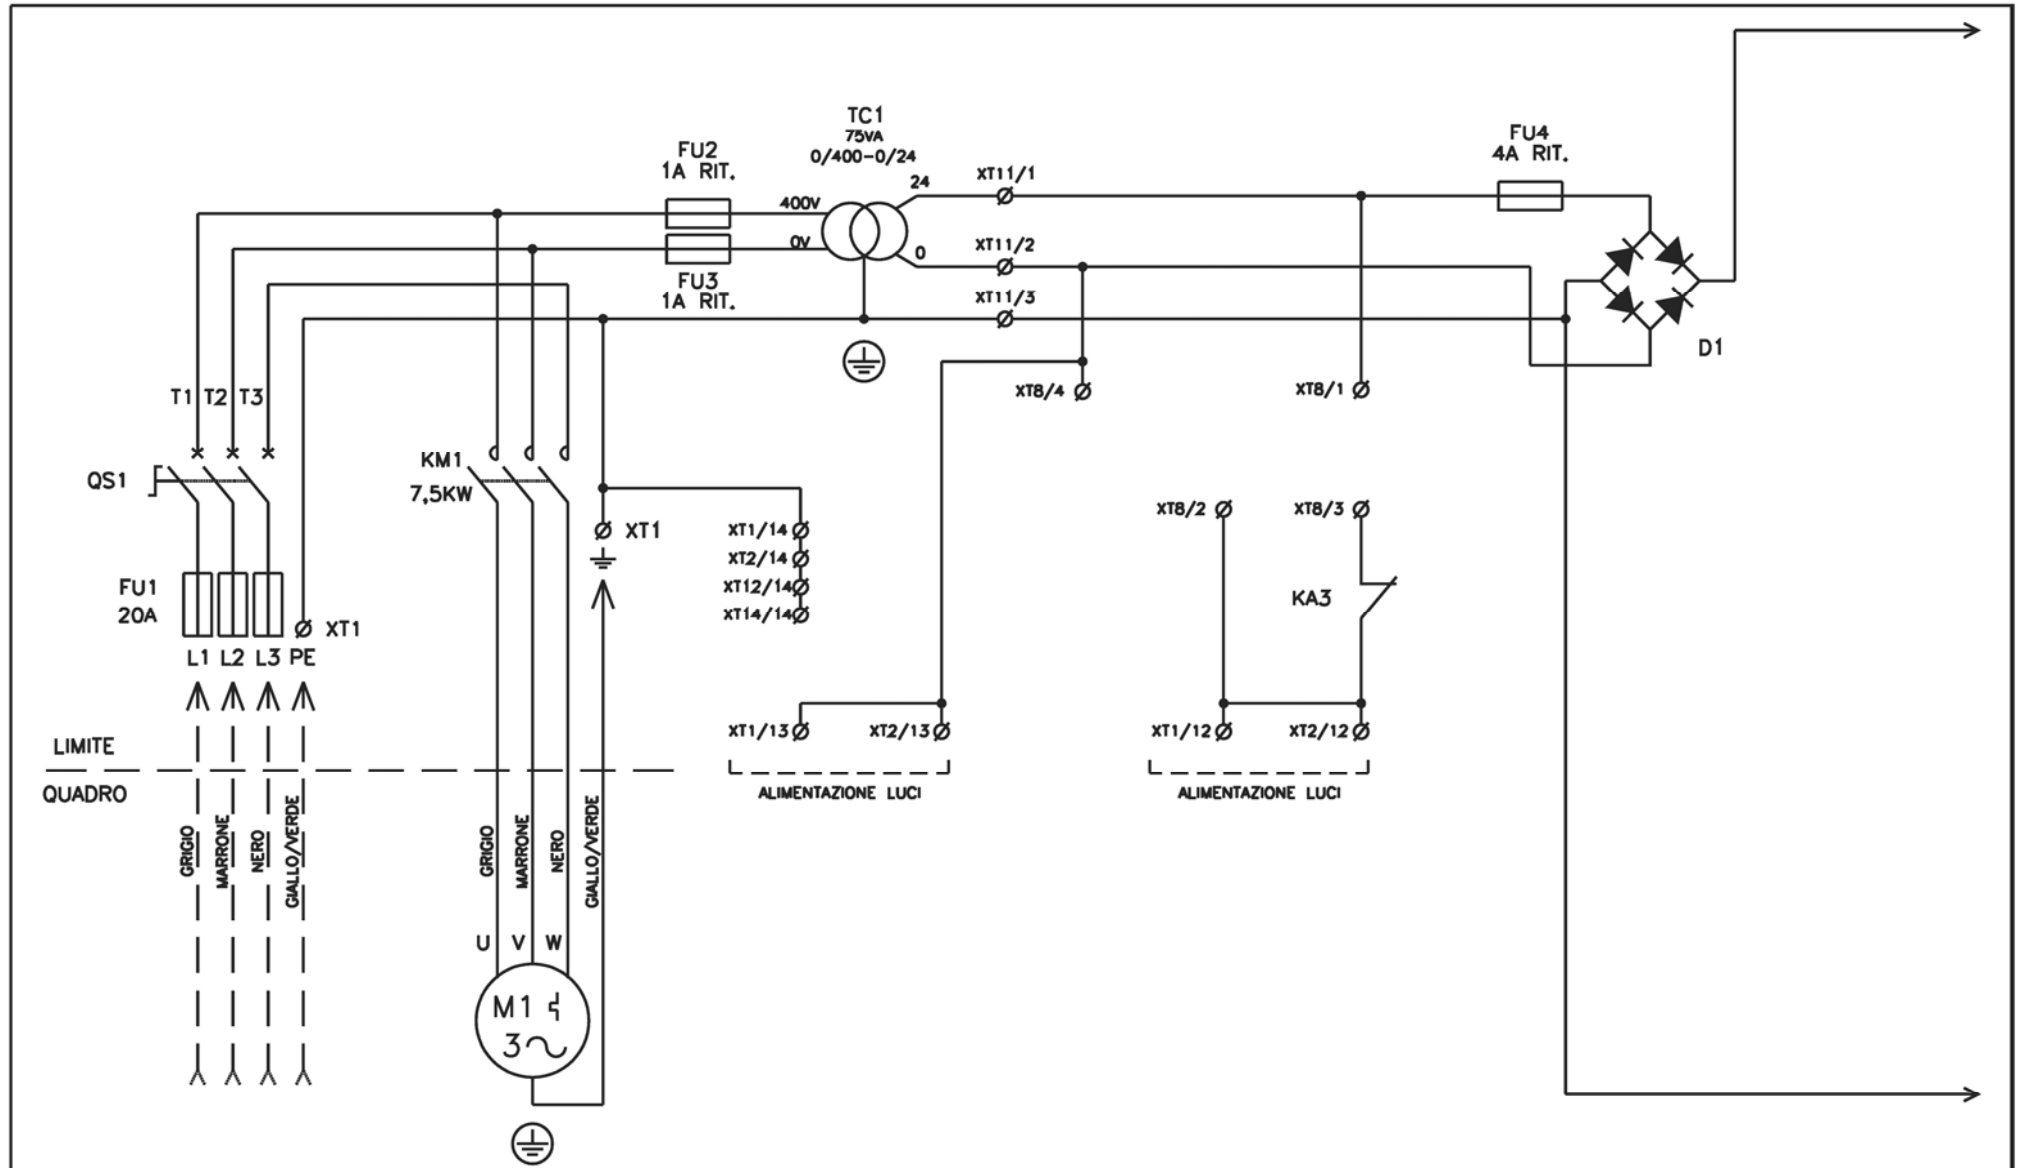 TC1
75VA
0/400-0/24
FU2
1A RIT.
FU4
4A RIT.
XT11/1
24
400V
0V
0
XT11/2
FU3
1A RIT.
XT11/3
D1
T1 T2 T3
XT8/4
XT8/1
QS1
KM1
7,5KW
XT1
XT1/14
XT2/14
XT12/14
XT14/14
XT8/2
XT8/3
FU1
20A
KA3
XT1
L1 L2 L3 PE
XT1/13
XT2/13
XT1/12
XT2/12
LIMITE
QUADRO
ALIMENTAZIONE LUCI
ALIMENTAZIONE LUCI
GRIGIO
MARRONE
NERO
GIALLO/VERDE
GRIGIO
MARRONE
NERO
GIALLO/VERDE
U V W
M1
3